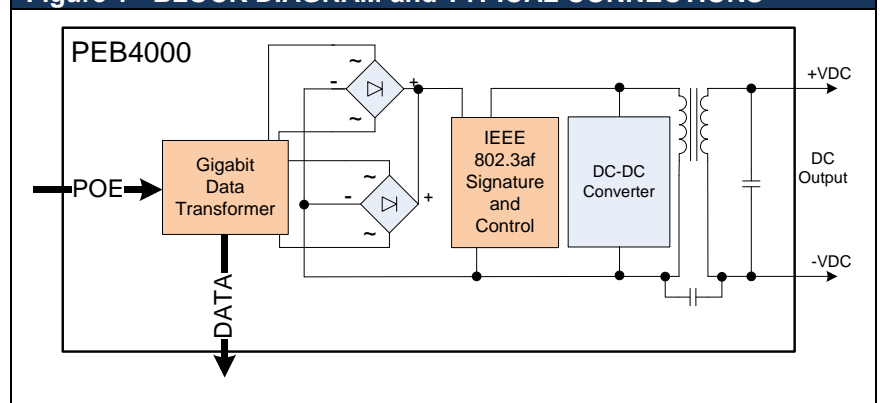 PEB4000
~
-
+
~
~
-
+
~
POE
Gigabit
Data
Transformer
DATA
IEEE
802.3af
Signature
and
Control
DC-DC
Converter
+VDC
DC
Output
-VDC